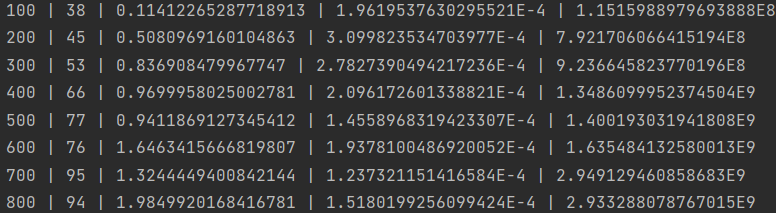 100 | 38 | 0.11412265287718913 | 1.9619537630295521E-4 | 1.1515988979693888E8
200 | 45 | 0.5080969160104863 | 3.099823534703977E-4 | 7.921706066415194E8
300 | 53 | 0.836908479967747 | 2.7827390494217236E-4 | 9.236645823770196E8
400 | 66 | 0.9699958025002781 | 2.096172601338821E-4 | 1.3486099952374504E9
500 | 77 | 0.9411869127345412 | 1.4558968319423307E-4 | 1.400193031941808E9
600 | 76 | 1.6463415666819807 | 1.9378100486920052E-4 | 1.635484132580013E9
700 | 95 | 1.3244449400842144 | 1.237321151416584E-4 | 2.949129460858683E9
800 | 94 | 1.9849920168416781 | 1.5180199256099424E-4 | 2.933288078767015E9